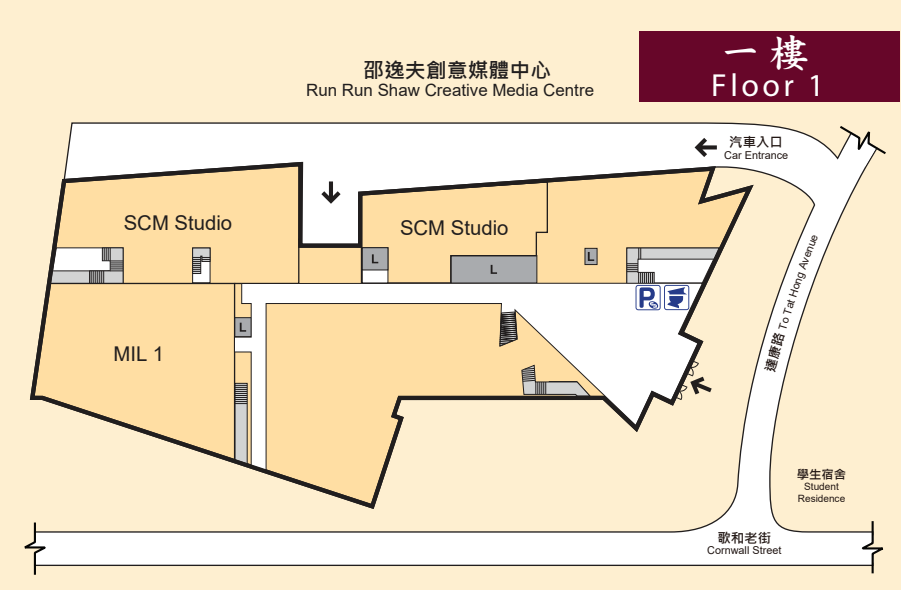 一樓
Floor 1
邵逸夫創意媒體中心
Run Run Shaw Creative Media Centre
汽車入口
Car Entrance
SCM Studio
SCM Studio
L
L
L
P
L
MIL 1
達康路 To Tat Hong Avenue
學生宿舍
Student
Residence
歌和老街
Cornwall Street